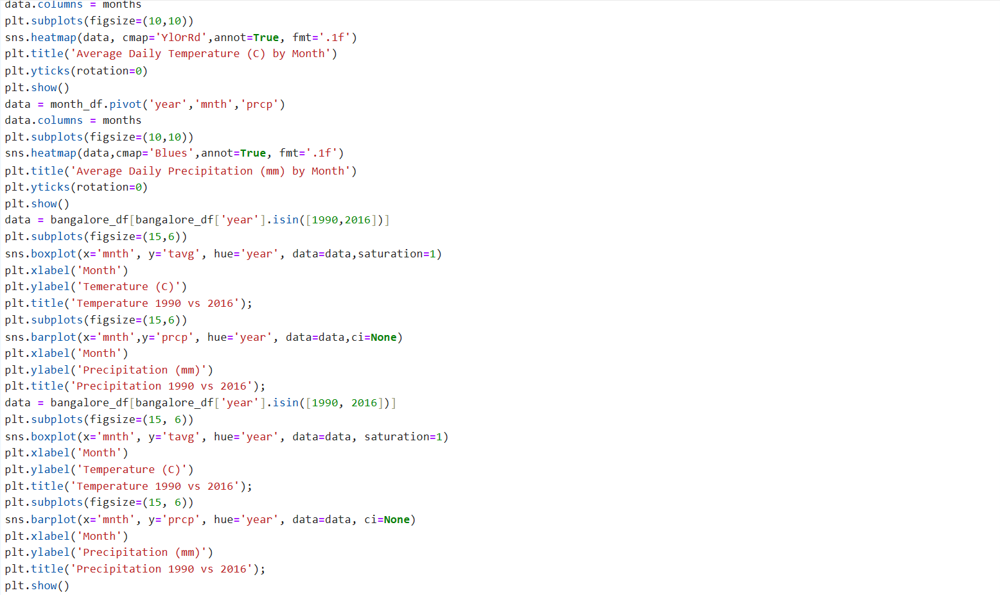 data.columns = months
plt.subplots(figsize=(10,10))
sns.heatmap(data, cmap='YlOrRd',annot=True, fmt='.1f')
plt.title('Average Daily Temperature (C) by Month')
plt.yticks(rotation=0)
plt.show()
data = month_df.pivot('year','mnth','prcp')
data.columns = months
plt.subplots(figsize=(10,10))
sns.heatmap(data,cmap='Blues',annot=True, fmt='.1f')
plt.title('Average Daily Precipitation (mm) by Month')
plt.yticks(rotation=0)
plt.show()
data = bangalore_df[bangalore_df['year'].isin([1990,2016])]
plt.subplots(figsize=(15,6))
sns.boxplot(x='mnth', y='tavg', hue='year', data=data,saturation=1)
plt.xlabel('Month')
plt.ylabel('Temerature (C)')
plt.title('Temperature 1990 vs 2016');
plt.subplots(figsize=(15,6))
sns.barplot(x='mnth',y='prcp', hue='year', data=data,ci=None)
plt.xlabel('Month')
plt.ylabel('Precipitation (mm)')
plt.title('Precipitation 1990 vs 2016');
data = bangalore_df[bangalore_df['year'].isin([1990, 2016])]
plt.subplots(figsize=(15, 6))
sns.boxplot(x='mnth', y='tavg', hue='year', data=data, saturation=1)
plt.xlabel('Month')
plt.ylabel('Temperature (C)')
plt.title('Temperature 1990 vs 2016');
plt.subplots(figsize=(15, 6))
sns.barplot(x='mnth', y='prcp', hue='year', data=data, ci=None)
plt.xlabel('Month')
plt.ylabel('Precipitation (mm)')
plt.title('Precipitation 1990 vs 2016');
plt.show()